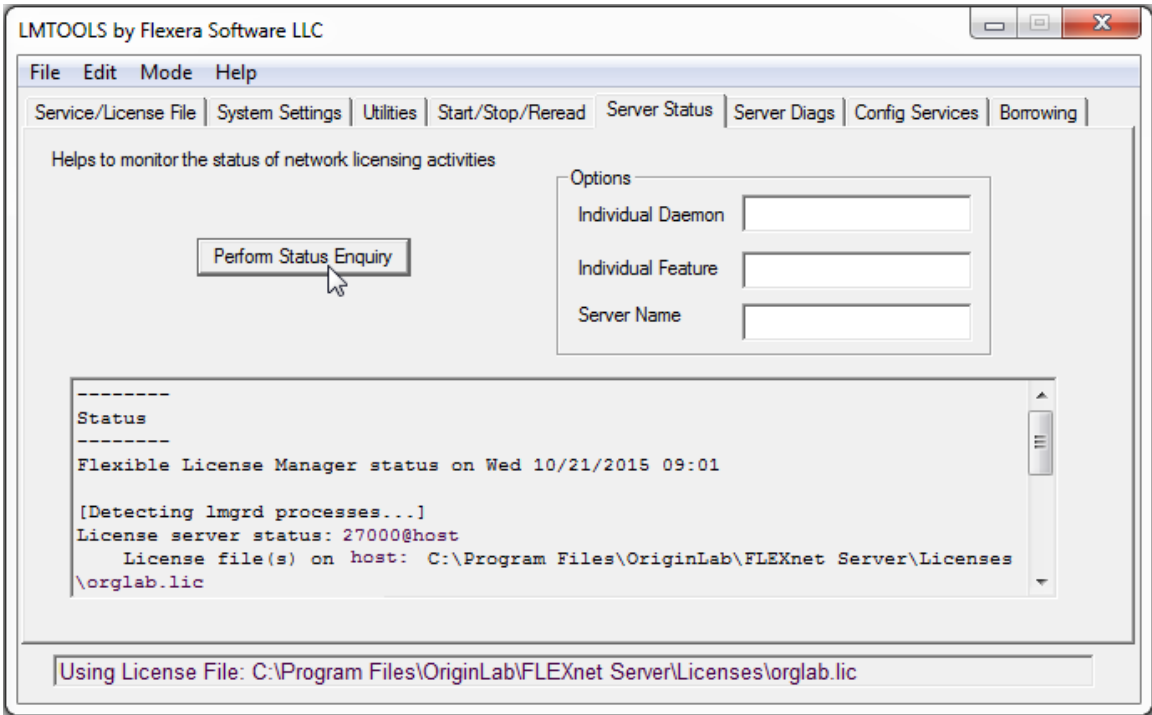 LMTOOLS by Flexera Software LLC
File Edit Mode Help
Service/License File System Settings Utilities Start/Stop/Reread Server Status Server Diags Config Services Borrowing
Helps to monitor the status of network licensing activities
Options
Individual Daemon
Perform Status Enquiry
Individual Feature
Server Name
--------
Status
--------
Flexible License Manager status on Wed 10/21/2015 09:01
[Detecting lmgrd processes...]
License server status: 27000@host
License file(s) on host: C:\Program Files\OriginLab\FLEXnet Server\Licenses
\orglab.lic
Using License File: C:\Program Files\OriginLab\FLEXnet Server\Licenses\orglab.lic